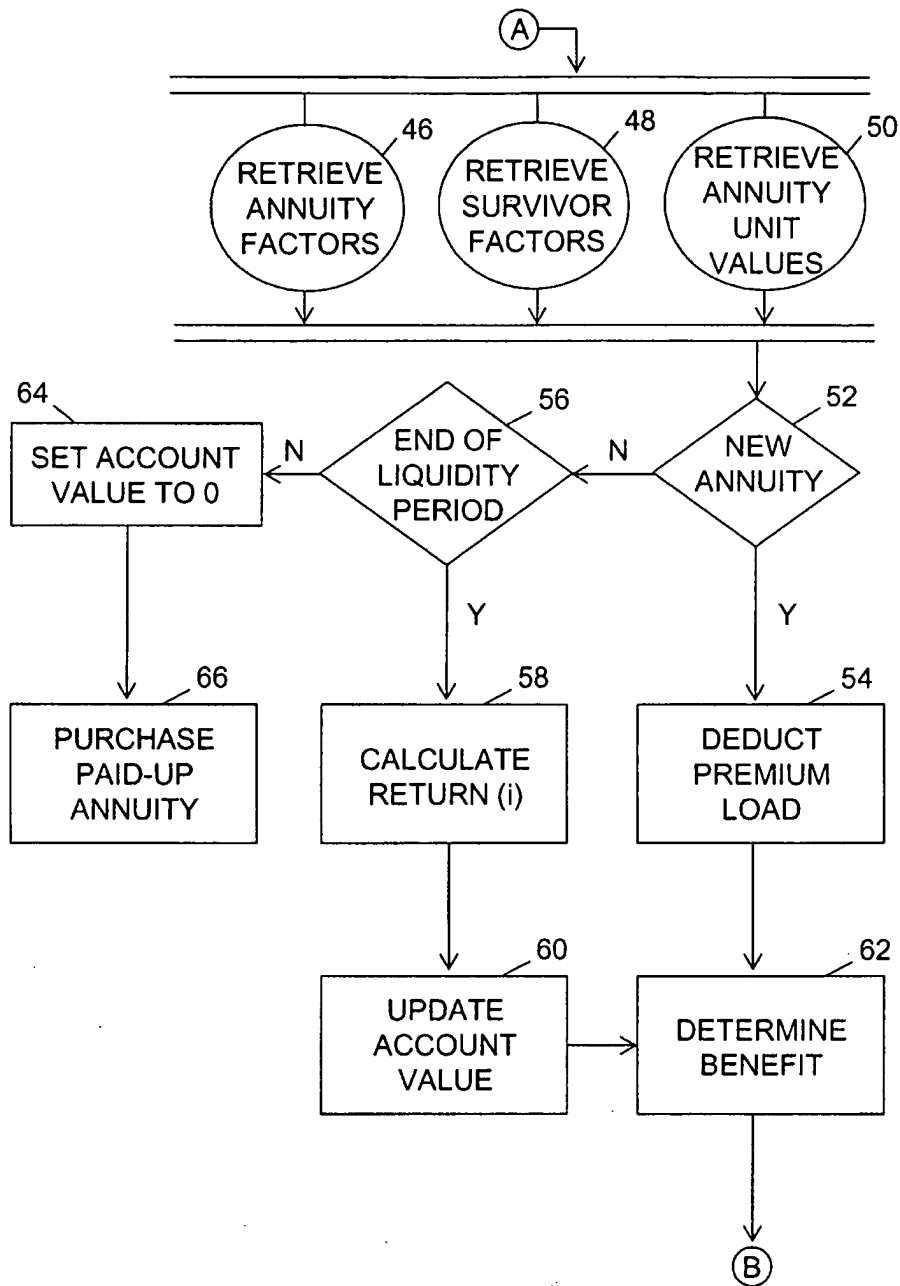 A
46
RETRIEVE
ANNUITY
FACTORS
48
RETRIEVE
SURVIVOR
FACTORS
50
RETRIEVE
ANNUITY
UNIT
VALUES
52
NEW
ANNUITY
N
Y
56
END OF
LIQUIDITY
PERIOD
N
Y
64
SET ACCOUNT
VALUE TO 0
66
PURCHASE
PAID-UP
ANNUITY
58
CALCULATE
RETURN (i)
54
DEDUCT
PREMIUM
LOAD
60
UPDATE
ACCOUNT
VALUE
62
DETERMINE
BENEFIT
B